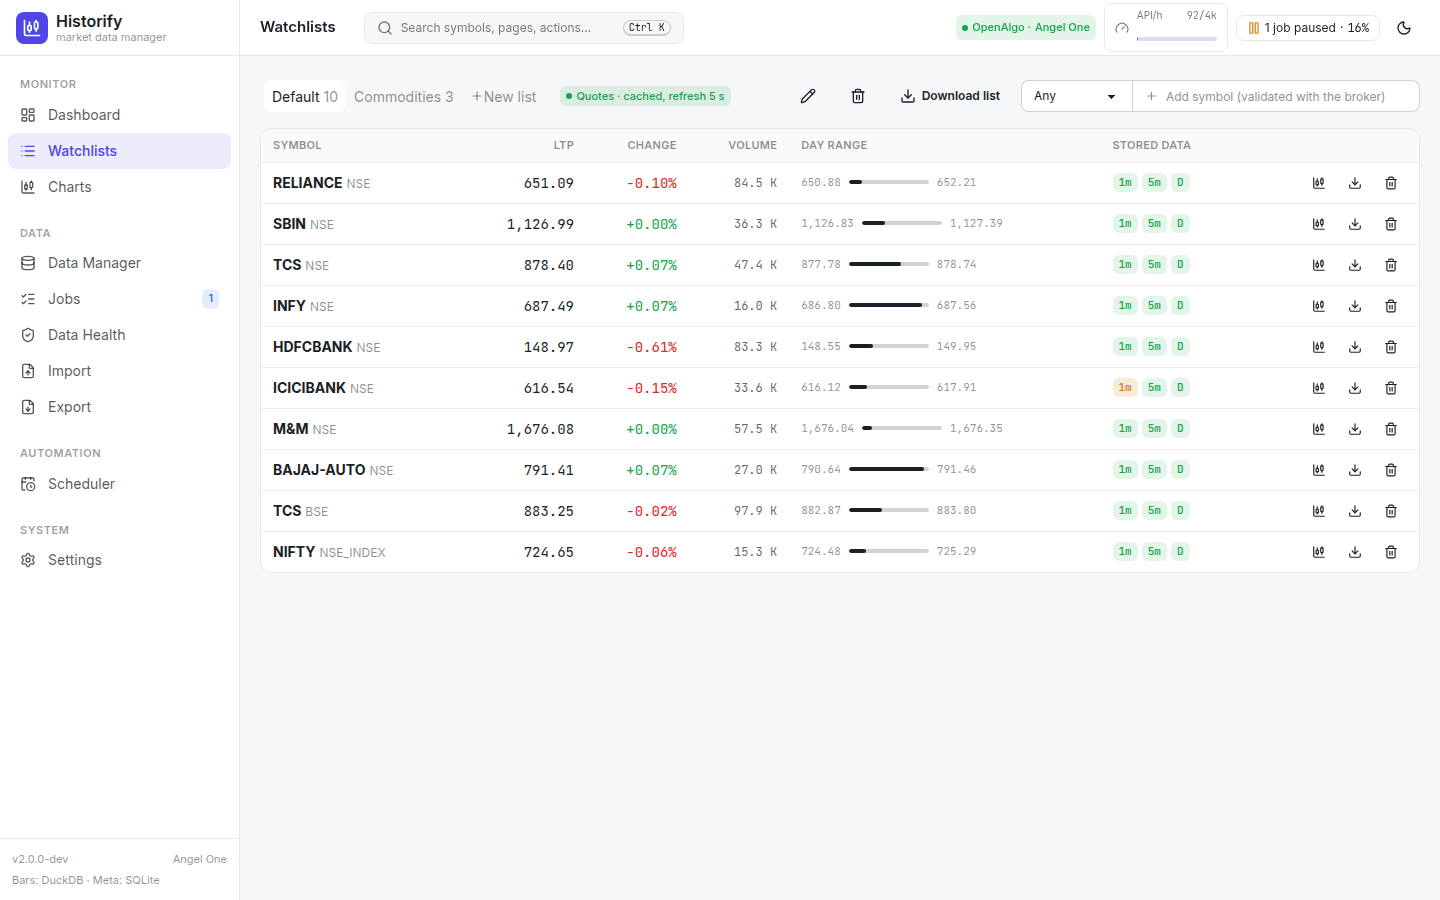 Historify
market data manager
Watchlists
Search symbols, pages, actions...
Ctrl K
OpenAlgo · Angel One
API/h 92/4k
1 job paused · 16%
MONITOR
Dashboard
Watchlists
Charts
DATA
Data Manager
Jobs 1
Data Health
Import
Export
AUTOMATION
Scheduler
SYSTEM
Settings
v2.0.0-dev Angel One
Bars: DuckDB · Meta: SQLite
Default 10 Commodities 3 New list Quotes · cached, refresh 5 s Download list Any Add symbol (validated with the broker)
SYMBOL LTP CHANGE VOLUME DAY RANGE STORED DATA
RELIANCE NSE 651.09 -0.10% 84.5 K 650.88 652.21 1m 5m D
SBIN NSE 1,126.99 +0.00% 36.3 K 1,126.83 1,127.39 1m 5m D
TCS NSE 878.40 +0.07% 47.4 K 877.78 878.74 1m 5m D
INFY NSE 687.49 +0.07% 16.0 K 686.80 687.56 1m 5m D
HDFCBANK NSE 148.97 -0.61% 83.3 K 148.55 149.95 1m 5m D
ICICIBANK NSE 616.54 -0.15% 33.6 K 616.12 617.91 1m 5m D
M&M NSE 1,676.08 +0.00% 57.5 K 1,676.04 1,676.35 1m 5m D
BAJAJ-AUTO NSE 791.41 +0.07% 27.0 K 790.64 791.46 1m 5m D
TCS BSE 883.25 -0.02% 97.9 K 882.87 883.80 1m 5m D
NIFTY NSE_INDEX 724.65 -0.06% 15.3 K 724.48 725.29 1m 5m D